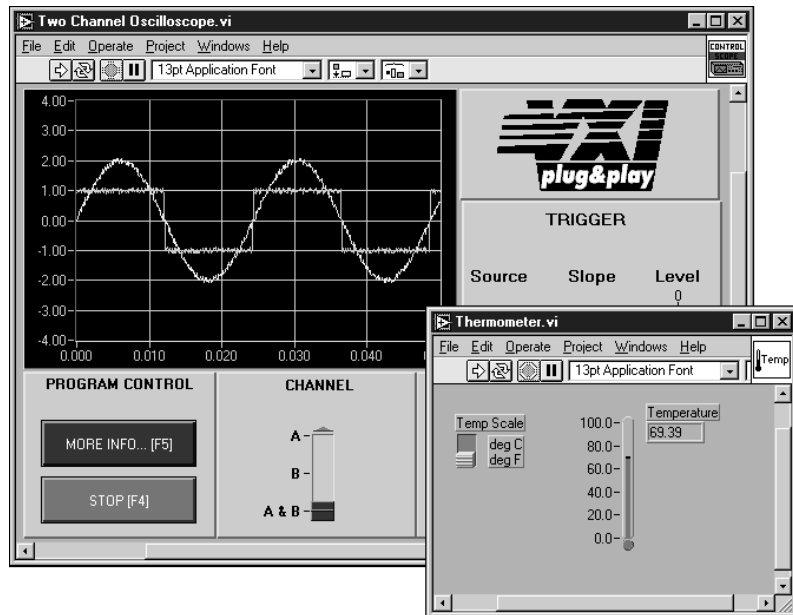 Two Channel Oscilloscope.vi
File Edit Operate Project Windows Help
CONTROL
SCOPE
13pt Application Font
4.00
3.00
2.00
1.00
0.00
-1.00
-2.00
-3.00
-4.00
0.000 0.010 0.020 0.030 0.040
VXI
plug&play
TRIGGER
Source Slope Level
0
PROGRAM CONTROL
MORE INFO... [F5]
STOP [F4]
CHANNEL
A
B
A & B
Thermometer.vi
File Edit Operate Project Windows Help
Temp
13pt Application Font
Temp Scale
deg C
deg F
100.0
80.0
60.0
40.0
20.0
0.0
Temperature
69.39